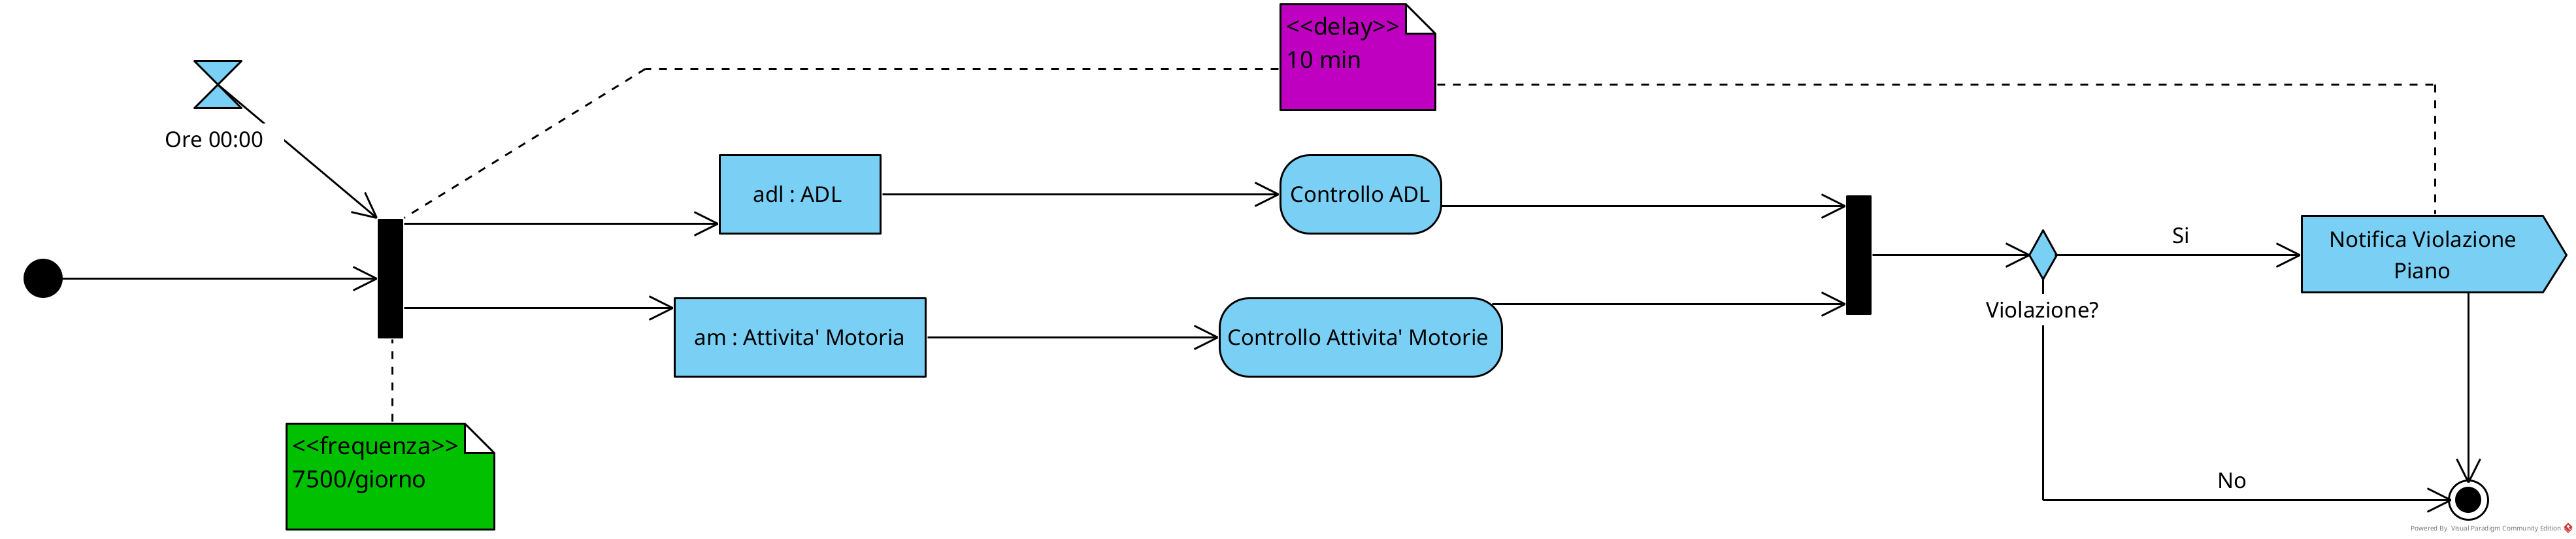 <<delay>>
10 min
Ore 00:00
adl : ADL
Controllo ADL
Si
Notifica Violazione
Piano
Violazione?
am : Attivita' Motoria
Controllo Attivita' Motorie
<<frequenza>>
7500/giorno
No
Powered By Visual Paradigm Community Edition